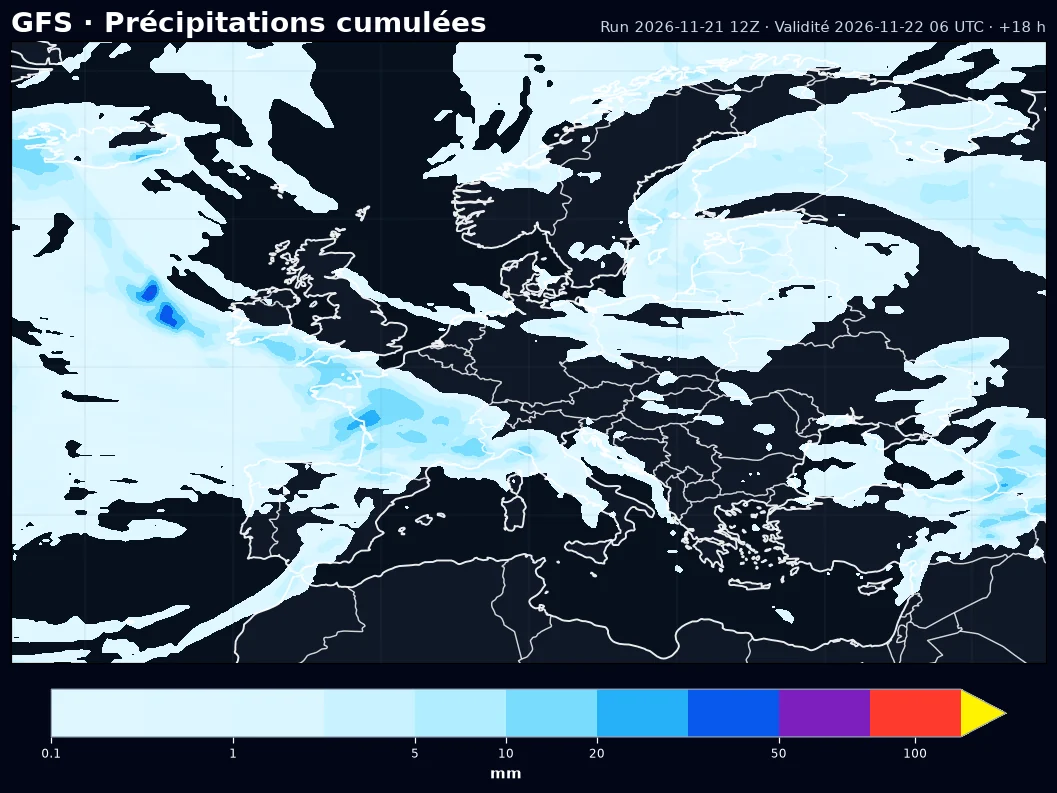 GFS · Précipitations cumulées
Run 2026-11-21 12Z · Validité 2026-11-22 06 UTC · +18 h
0.1 1 5 10 20 50 100
mm